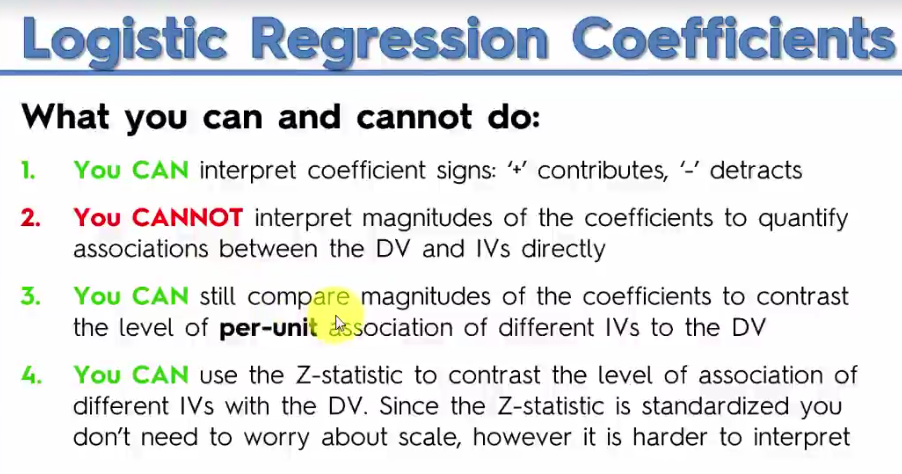 Logistic Regression Coefficients
What you can and cannot do:
1. You CAN interpret coefficient signs: ‘+’ contributes, ‘-’ detracts
2. You CANNOT interpret magnitudes of the coefficients to quantify
associations between the DV and IVs directly
3. You CAN still compare magnitudes of the coefficients to contrast
the level of per-unit association of different IVs to the DV
4. You CAN use the Z-statistic to contrast the level of association of
different IVs with the DV. Since the Z-statistic is standardized you
don’t need to worry about scale, however it is harder to interpret